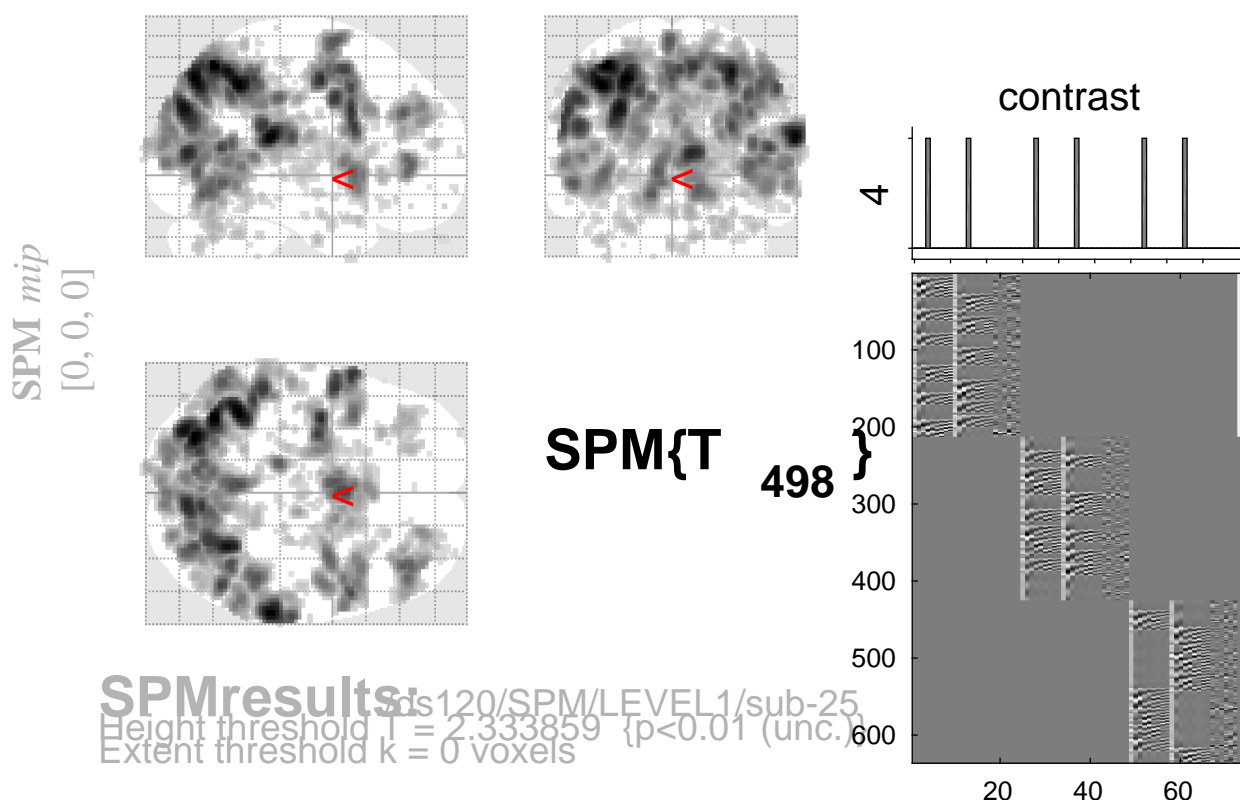 contrast
4
SPM mip
[0, 0, 0]
<
<
<
SPM{T 498 }
100
200
300
400
500
600
20 40 60
SPMresults: /ds120/SPM/LEVEL1/sub-25
Height threshold T = 2.333859 {p<0.01 (unc.)}
Extent threshold k = 0 voxels